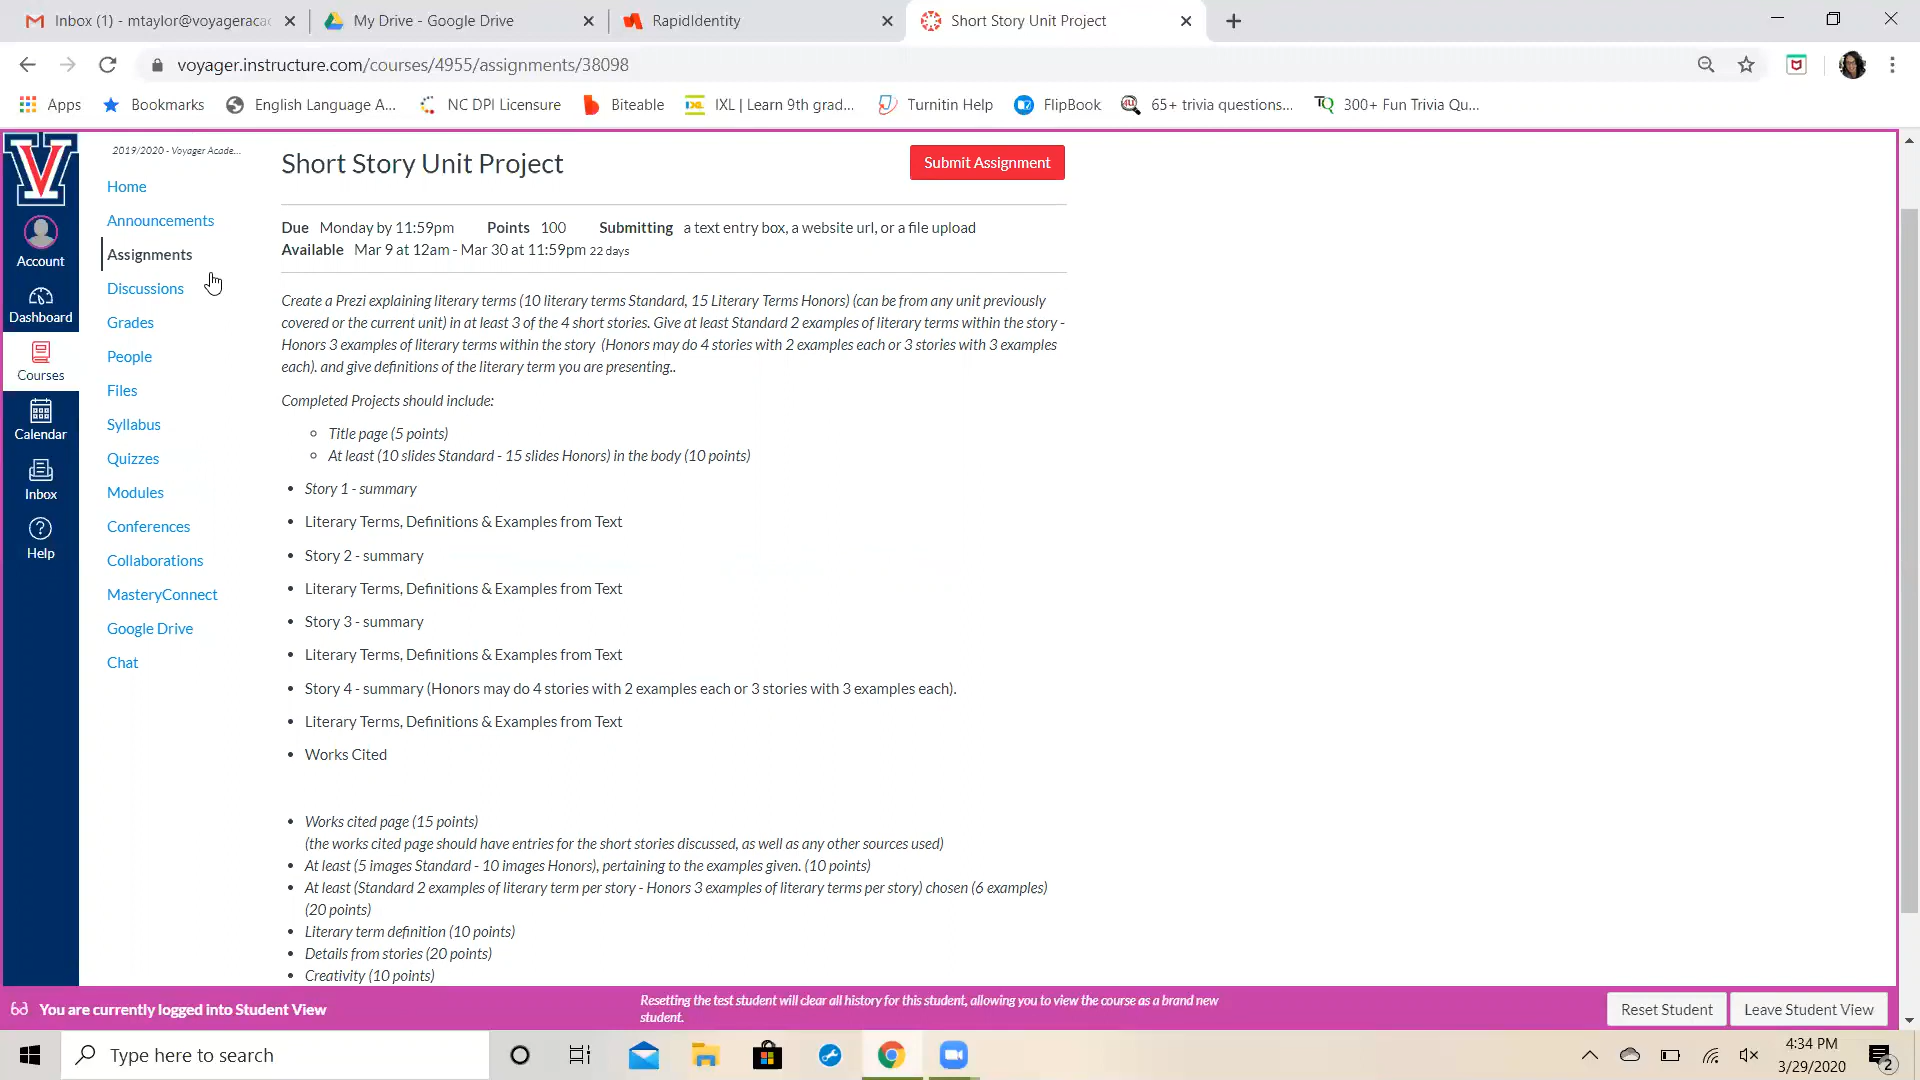 Inbox (1) - mtaylor@voyageraca
My Drive - Google Drive
RapidIdentity
Short Story Unit Project
voyager.instructure.com/courses/4955/assignments/38098
Apps
Bookmarks
English Language A...
NC DPI Licensure
Biteable
IXL | Learn 9th grad...
Turnitin Help
FlipBook
65+ trivia questions...
300+ Fun Trivia Qu...
Account
Dashboard
Courses
Calendar
Inbox
Help
2019/2020 - Voyager Acade...
Home
Announcements
Assignments
Discussions
Grades
People
Files
Syllabus
Quizzes
Modules
Conferences
Collaborations
MasteryConnect
Google Drive
Chat
Short Story Unit Project
Submit Assignment
Due Monday by 11:59pm Points 100 Submitting a text entry box, a website url, or a file upload
Available Mar 9 at 12am - Mar 30 at 11:59pm 22 days
Create a Prezi explaining literary terms (10 literary terms Standard, 15 Literary Terms Honors) (can be from any unit previously
covered or the current unit) in at least 3 of the 4 short stories. Give at least Standard 2 examples of literary terms within the story -
Honors 3 examples of literary terms within the story (Honors may do 4 stories with 2 examples each or 3 stories with 3 examples
each). and give definitions of the literary term you are presenting..
Completed Projects should include:
Title page (5 points)
At least (10 slides Standard - 15 slides Honors) in the body (10 points)
Story 1 - summary
Literary Terms, Definitions & Examples from Text
Story 2 - summary
Literary Terms, Definitions & Examples from Text
Story 3 - summary
Literary Terms, Definitions & Examples from Text
Story 4 - summary (Honors may do 4 stories with 2 examples each or 3 stories with 3 examples each).
Literary Terms, Definitions & Examples from Text
Works Cited
Works cited page (15 points)
(the works cited page should have entries for the short stories discussed, as well as any other sources used)
At least (5 images Standard - 10 images Honors), pertaining to the examples given. (10 points)
At least (Standard 2 examples of literary term per story - Honors 3 examples of literary terms per story) chosen (6 examples)
(20 points)
Literary term definition (10 points)
Details from stories (20 points)
Creativity (10 points)
You are currently logged into Student View
Resetting the test student will clear all history for this student, allowing you to view the course as a brand new
student.
Reset Student
Leave Student View
Type here to search
4:34 PM
3/29/2020
2